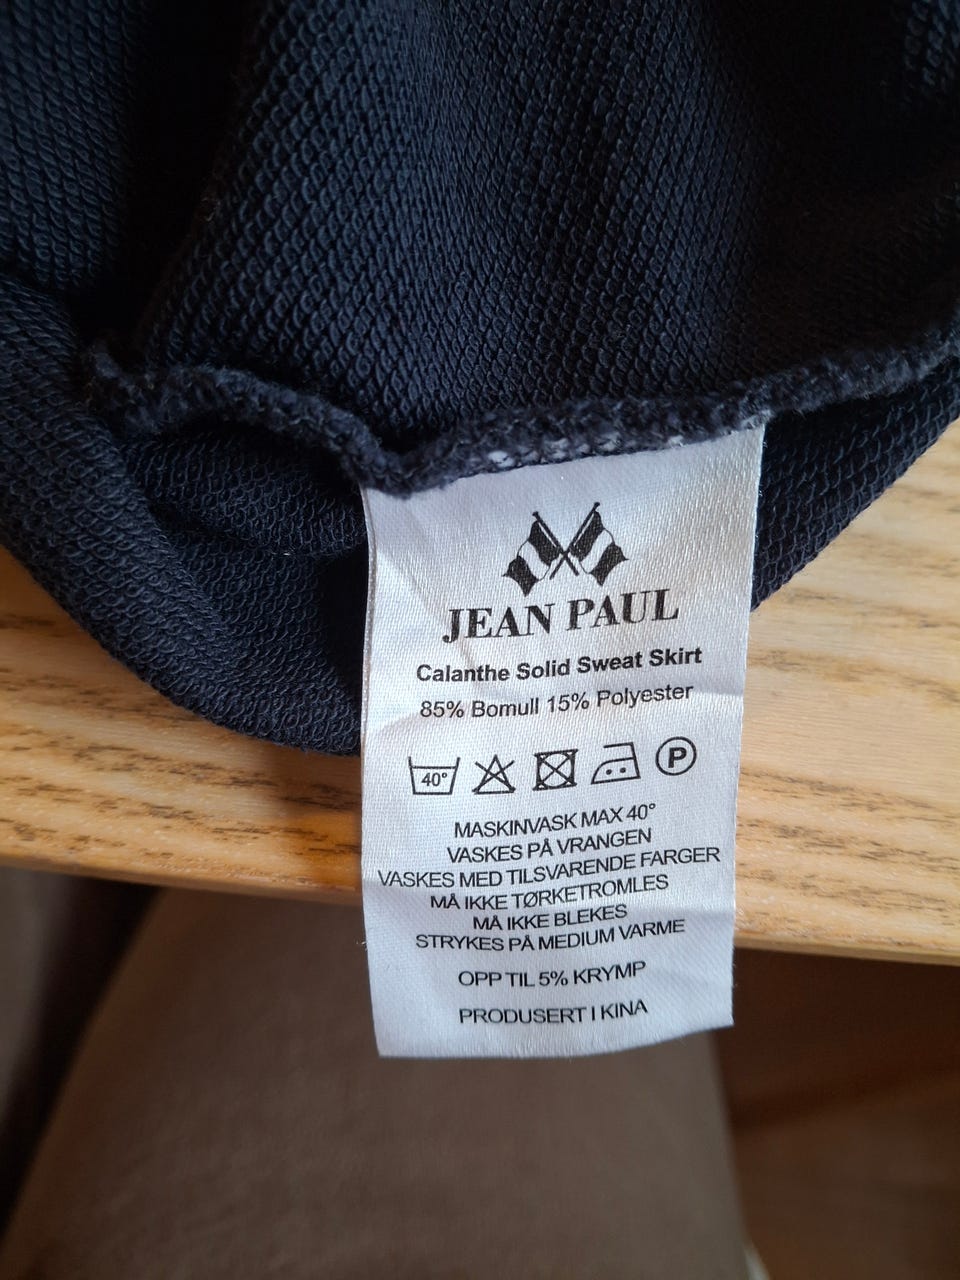 JEAN PAUL
Calanthe Solid Sweat Skirt
85% Bomull 15% Polyester
40° P
MASKINVASK MAX 40°
VASKES PÅ VRANGEN
VASKES MED TILSVARENDE FARGER
MÅ IKKE TØRKETROMLES
MÅ IKKE BLEKES
STRYKES PÅ MEDIUM VARME
OPP TIL 5% KRYMP
PRODUSERT I KINA